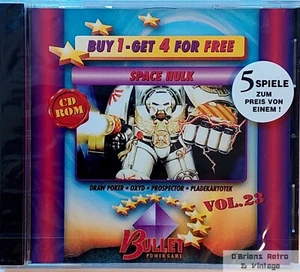 BUY 1 - GET 4 FOR FREE
SPACE HULK
CD
ROM
5 SPIELE
ZUM
PREIS VON
EINEM !
DRAW POKER • OXYD • PROSPECTOR • PLADEKARTOTEK
VOL.23
BULLET
POWER GAME
O'Briens Retro
& Vintage